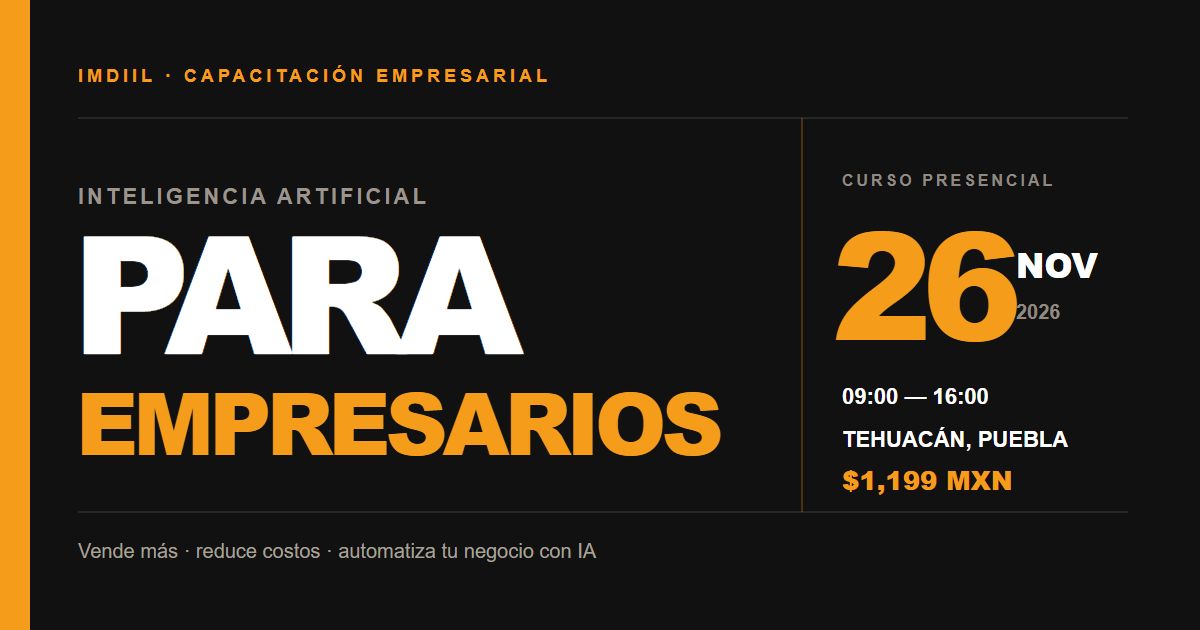 IMDIIL · CAPACITACIÓN EMPRESARIAL
INTELIGENCIA ARTIFICIAL
PARA
EMPRESARIOS
CURSO PRESENCIAL
26 NOV
2026
09:00 — 16:00
TEHUACÁN, PUEBLA
$1,199 MXN
Vende más · reduce costos · automatiza tu negocio con IA